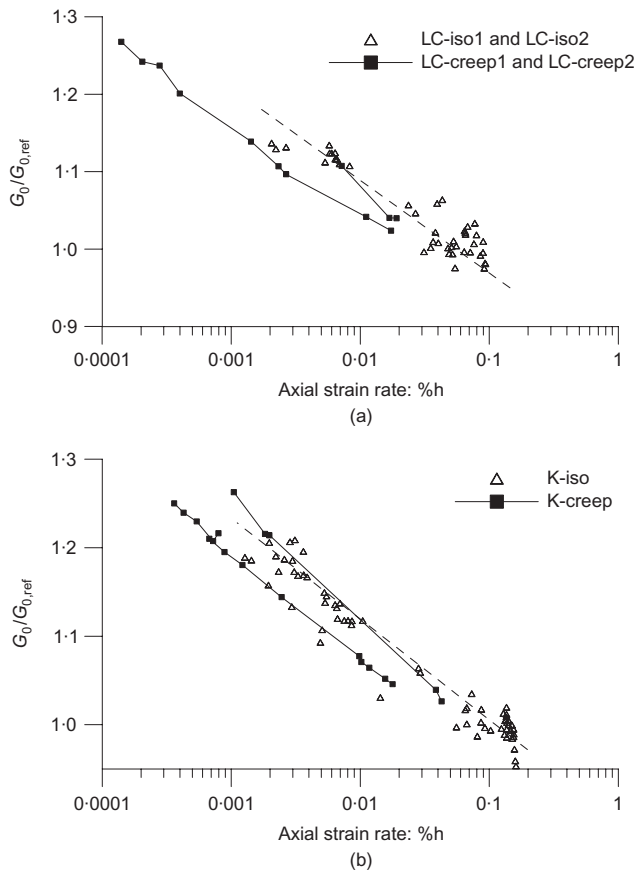 1·3
LC-iso1 and LC-iso2
LC-creep1 and LC-creep2
1·2
G0/G0,ref
1·1
1·0
0·9
0·0001 0·001 0·01 0·1 1
Axial strain rate: %h
(a)
1·3
K-iso
K-creep
1·2
G0/G0,ref
1·1
1·0
0·0001 0·001 0·01 0·1 1
Axial strain rate: %h
(b)